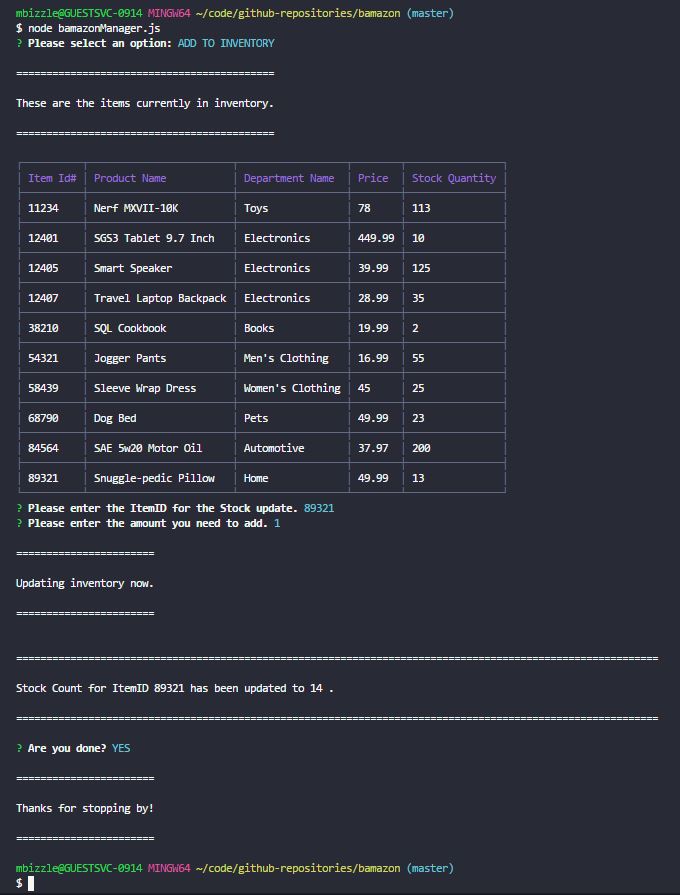 mbizzle@GUESTSVC-0914 MINGW64 ~/code/github-repositories/bamazon (master)
$ node bamazonManager.js
? Please select an option: ADD TO INVENTORY
===========================================
These are the items currently in inventory.
===========================================
Item Id# Product Name Department Name Price Stock Quantity
11234 Nerf MXVII-10K Toys 78 113
12401 SGS3 Tablet 9.7 Inch Electronics 449.99 10
12405 Smart Speaker Electronics 39.99 125
12407 Travel Laptop Backpack Electronics 28.99 35
38210 SQL Cookbook Books 19.99 2
54321 Jogger Pants Men's Clothing 16.99 55
58439 Sleeve Wrap Dress Women's Clothing 45 25
68790 Dog Bed Pets 49.99 23
84564 SAE 5w20 Motor Oil Automotive 37.97 200
89321 Snuggle-pedic Pillow Home 49.99 13
? Please enter the ItemID for the Stock update. 89321
? Please enter the amount you need to add. 1
=======================
Updating inventory now.
=======================
===========================================================================================================
Stock Count for ItemID 89321 has been updated to 14 .
===========================================================================================================
? Are you done? YES
=======================
Thanks for stopping by!
=======================
mbizzle@GUESTSVC-0914 MINGW64 ~/code/github-repositories/bamazon (master)
$